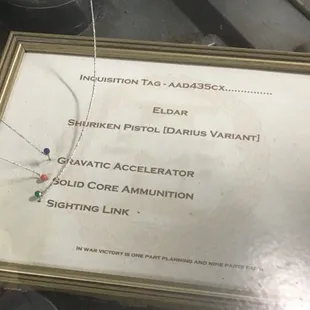 Inquisition Tag - AAD435cx...............
Eldar
Shuriken Pistol [Darius Variant]
Gravatic Accelerator
Solid Core Ammunition
Sighting Link
In war victory is one part planning and nine parts